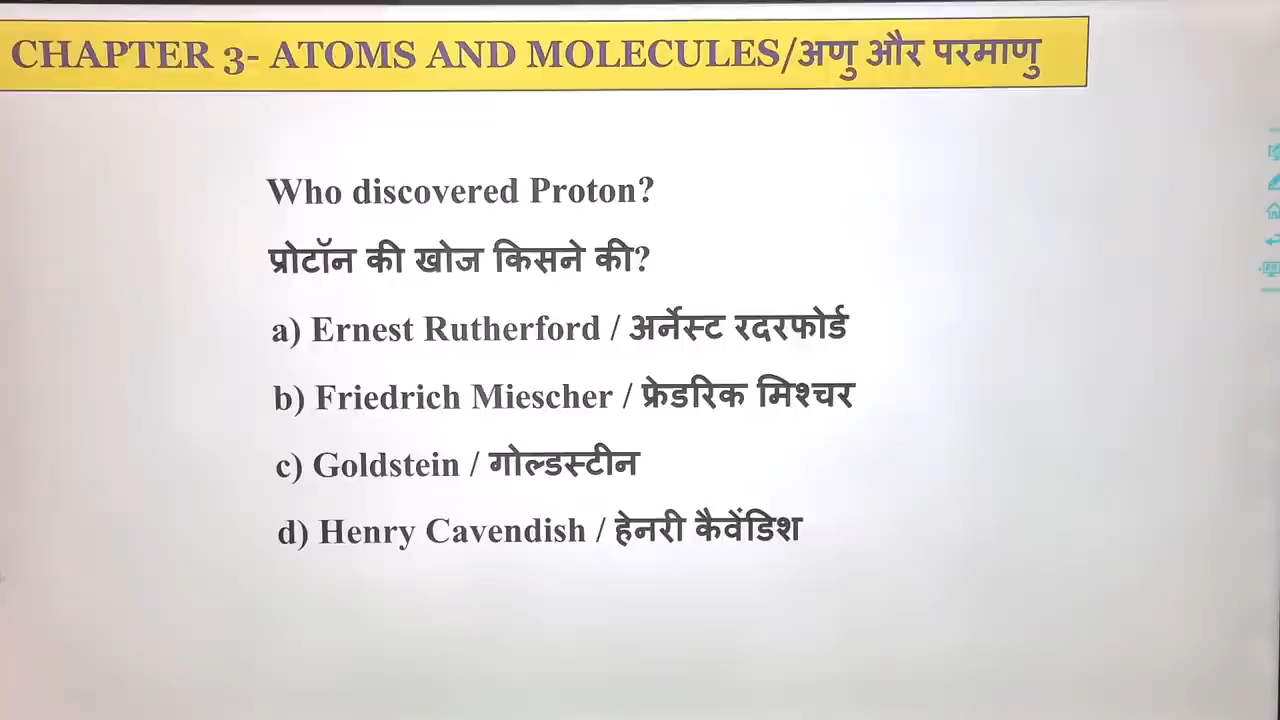 CHAPTER 3- ATOMS AND MOLECULES/अणु और परमाणु
Who discovered Proton?
प्रोटॉन की खोज किसने की?
a) Ernest Rutherford / अर्नेस्ट रदरफोर्ड
b) Friedrich Miescher / फ्रेडरिक मिश्चर
c) Goldstein / गोल्डस्टीन
d) Henry Cavendish / हेनरी कैवेंडिश